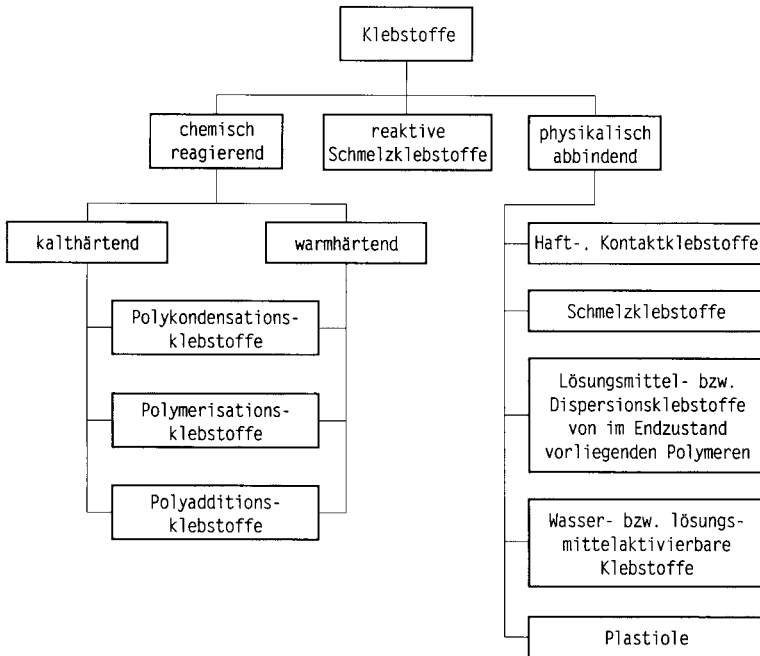 Klebstoffe
chemisch
reagierend
reaktive
Schmelzklebstoffe
physikalisch
abbindend
kalthärtend
warmhärtend
Polykondensations-
klebstoffe
Polymerisations-
klebstoffe
Polyadditions-
klebstoffe
Haft-. Kontaktklebstoffe
Schmelzklebstoffe
Lösungsmittel- bzw.
Dispersionsklebstoffe
von im Endzustand
vorliegenden Polymeren
Wasser- bzw. lösungs-
mittelaktivierbare
Klebstoffe
Plastiole